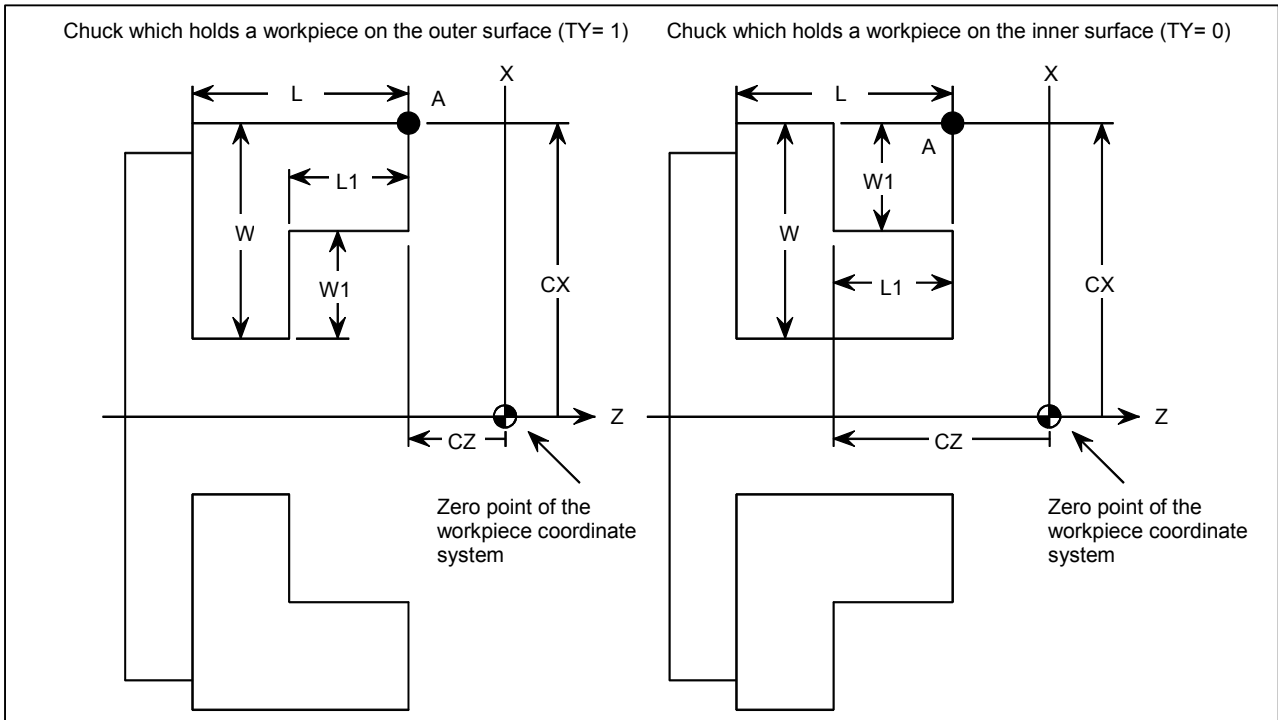 Chuck which holds a workpiece on the outer surface (TY= 1)
Chuck which holds a workpiece on the inner surface (TY= 0)
X
L
A
L1
W
W1
CX
Z
CZ
Zero point of the
workpiece coordinate
system
X
L
A
W1
W
L1
CX
Z
CZ
Zero point of the
workpiece coordinate
system